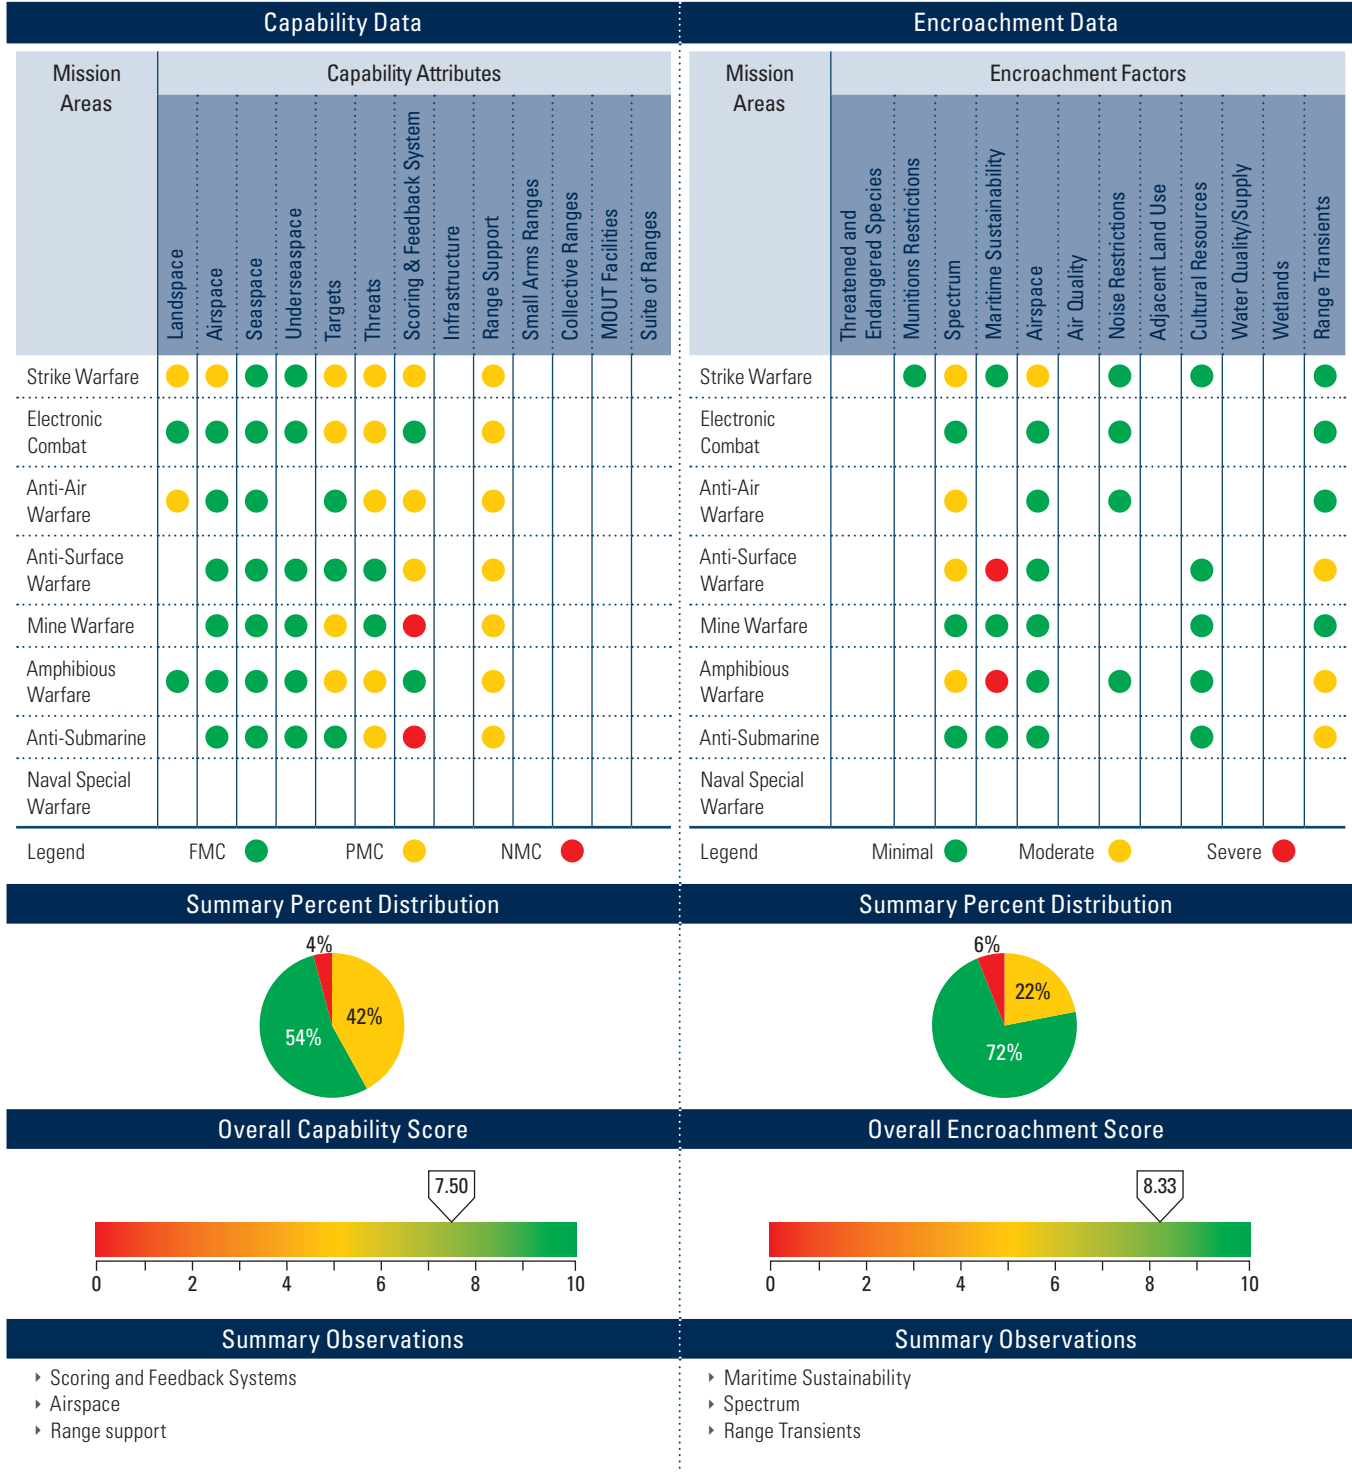 Capability Data
Mission
Areas
Capability Attributes
Landspace
Airspace
Seaspace
Underseaspace
Targets
Threats
Scoring & Feedback System
Infrastructure
Range Support
Small Arms Ranges
Collective Ranges
MOUT Facilities
Suite of Ranges
Strike Warfare
Electronic
Combat
Anti-Air
Warfare
Anti-Surface
Warfare
Mine Warfare
Amphibious
Warfare
Anti-Submarine
Naval Special
Warfare
Legend
FMC
PMC
NMC
Summary Percent Distribution
4%
42%
54%
Overall Capability Score
7.50
0 2 4 6 8 10
Summary Observations
‣ Scoring and Feedback Systems
‣ Airspace
‣ Range support
Encroachment Data
Mission
Areas
Encroachment Factors
Threatened and
Endangered Species
Munitions Restrictions
Spectrum
Maritime Sustainability
Airspace
Air Quality
Noise Restrictions
Adjacent Land Use
Cultural Resources
Water Quality/Supply
Wetlands
Range Transients
Strike Warfare
Electronic
Combat
Anti-Air
Warfare
Anti-Surface
Warfare
Mine Warfare
Amphibious
Warfare
Anti-Submarine
Naval Special
Warfare
Legend
Minimal
Moderate
Severe
Summary Percent Distribution
6%
22%
72%
Overall Encroachment Score
8.33
0 2 4 6 8 10
Summary Observations
‣ Maritime Sustainability
‣ Spectrum
‣ Range Transients